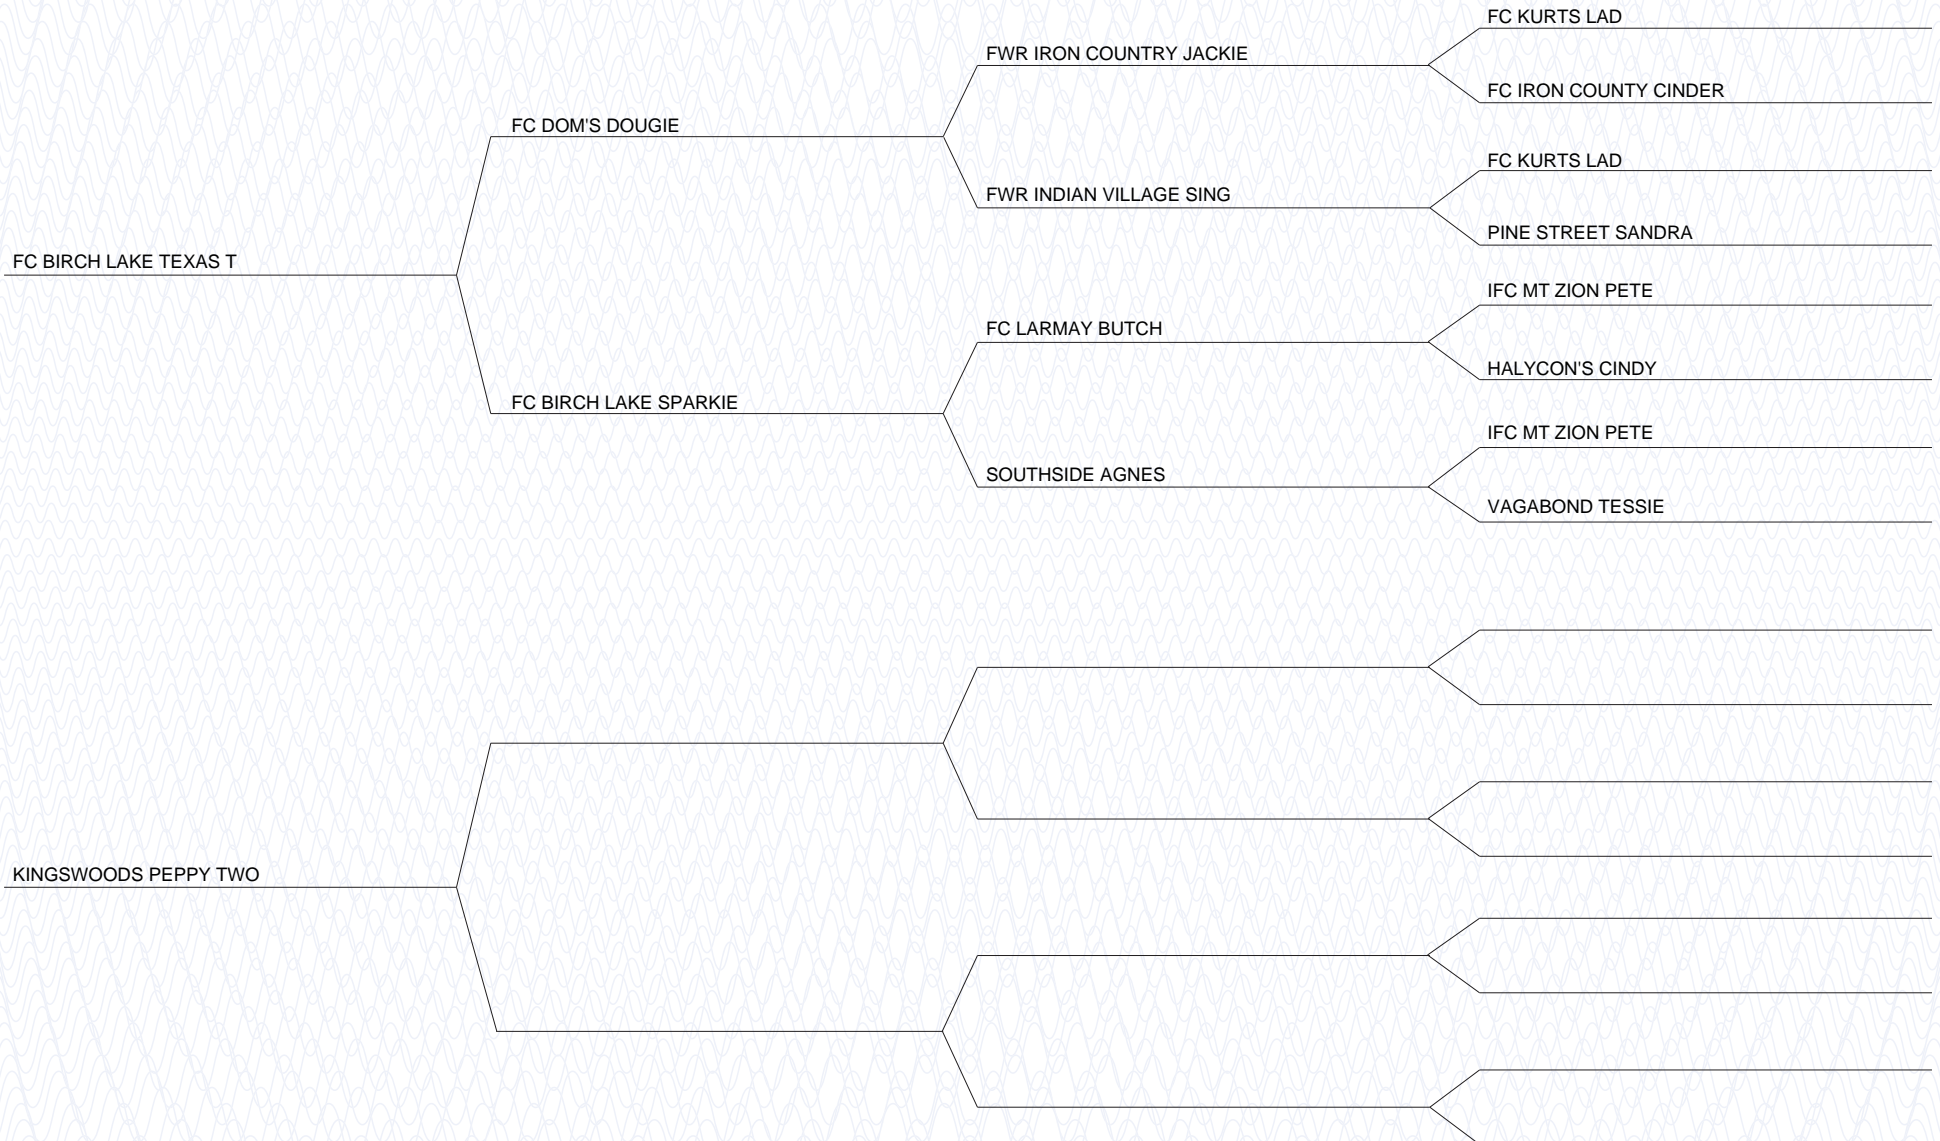 FC KURTS LAD
FWR IRON COUNTRY JACKIE
FC IRON COUNTY CINDER
FC DOM'S DOUGIE
FC KURTS LAD
FWR INDIAN VILLAGE SING
PINE STREET SANDRA
FC BIRCH LAKE TEXAS T
IFC MT ZION PETE
FC LARMAY BUTCH
HALYCON'S CINDY
FC BIRCH LAKE SPARKIE
IFC MT ZION PETE
SOUTHSIDE AGNES
VAGABOND TESSIE
KINGSWOODS PEPPY TWO